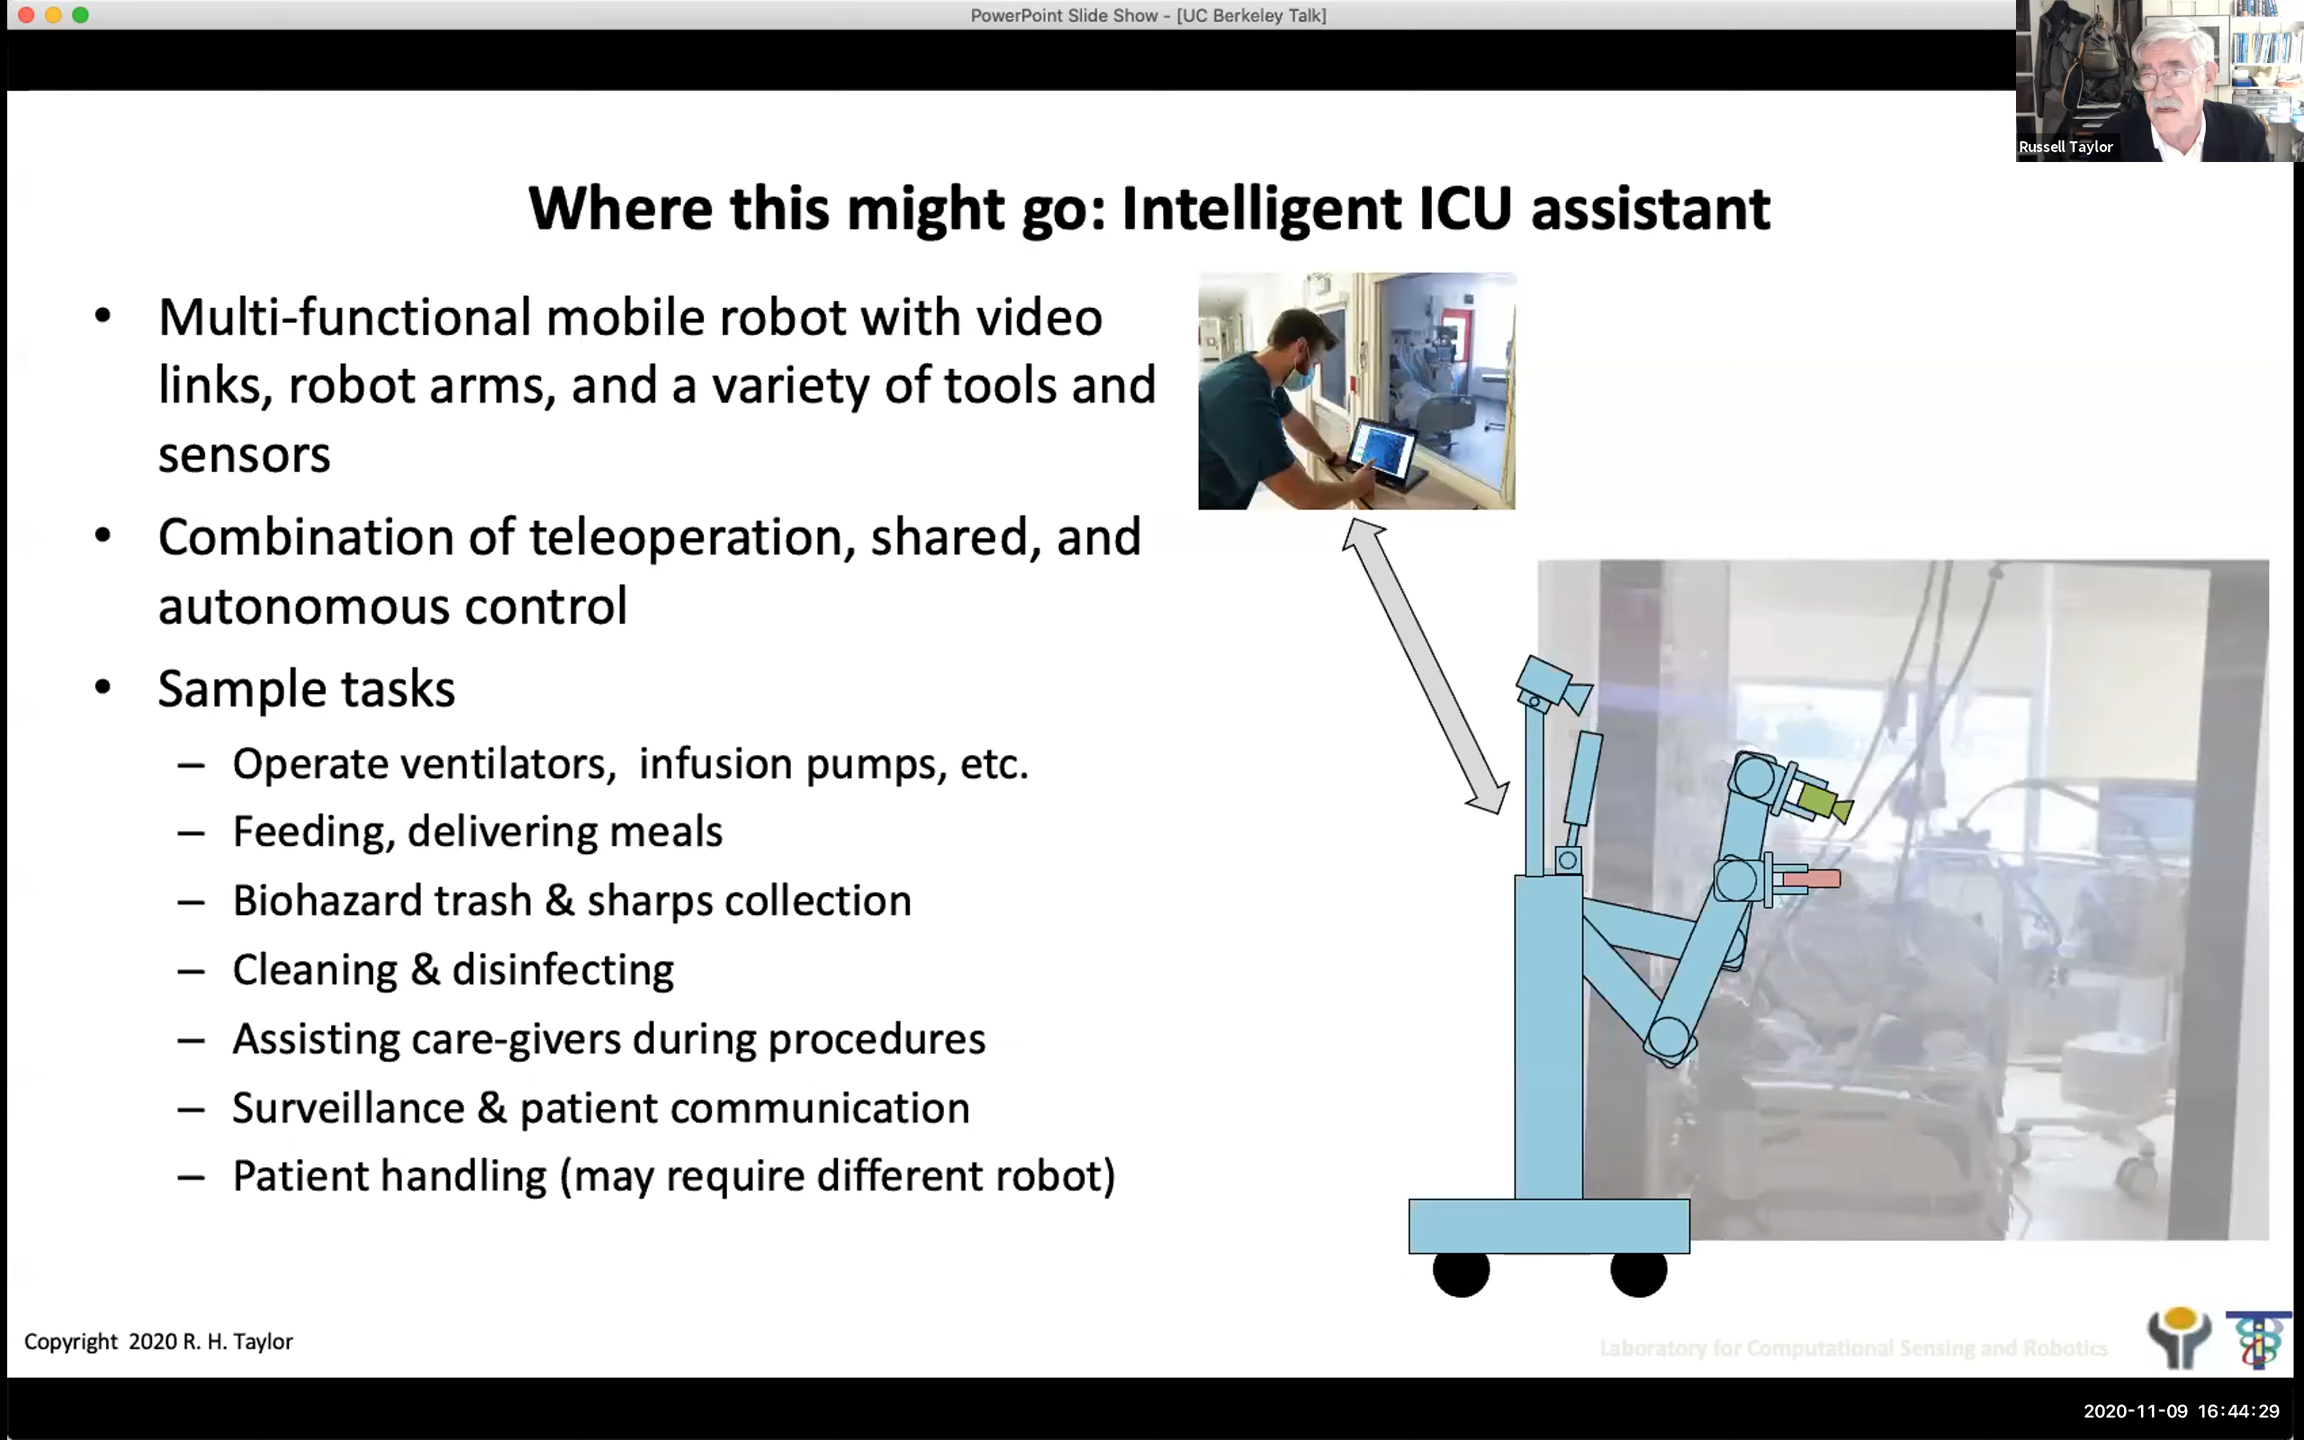 PowerPoint Slide Show - [UC Berkeley Talk]
Russell Taylor
Where this might go: Intelligent ICU assistant
• Multi-functional mobile robot with video
links, robot arms, and a variety of tools and
sensors
• Combination of teleoperation, shared, and
autonomous control
• Sample tasks
– Operate ventilators, infusion pumps, etc.
– Feeding, delivering meals
– Biohazard trash & sharps collection
– Cleaning & disinfecting
– Assisting care-givers during procedures
– Surveillance & patient communication
– Patient handling (may require different robot)
Copyright 2020 R. H. Taylor
Laboratory for Computational Sensing and Robotics
2020-11-09 16:44:29